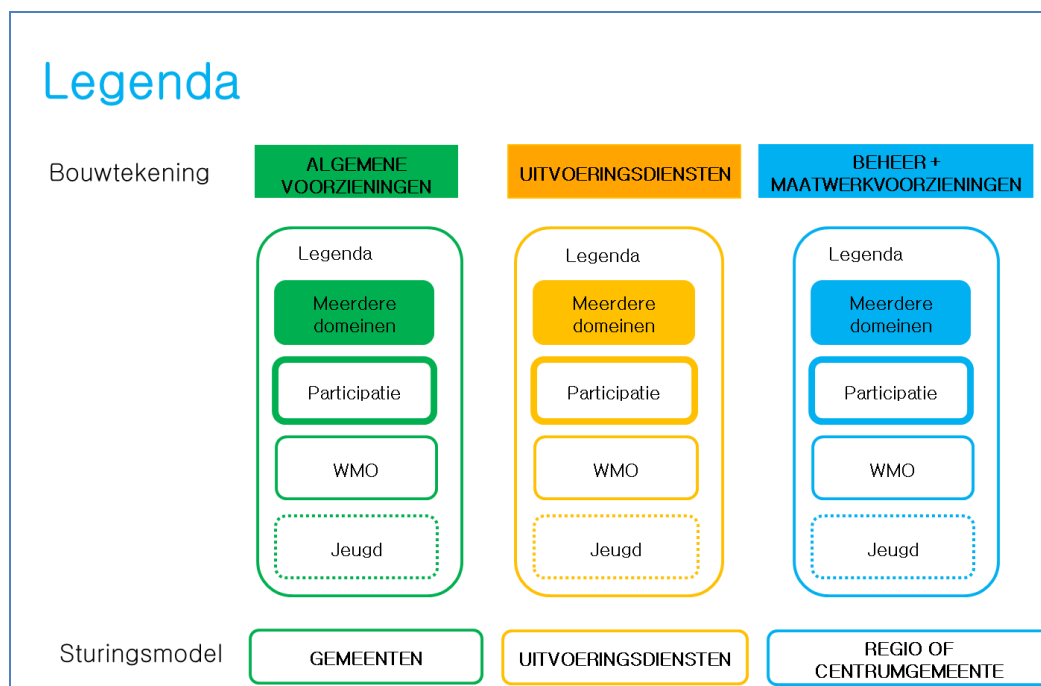 Legenda
Bouwtekening
ALGEMENE
VOORZIENINGEN
UITVOERINGSDIENSTEN
BEHEER +
MAATWERKVOORZIENINGEN
Legenda
Meerdere
domeinen
Participatie
WMO
Jeugd
Legenda
Meerdere
domeinen
Participatie
WMO
Jeugd
Legenda
Meerdere
domeinen
Participatie
WMO
Jeugd
Sturingsmodel
GEMEENTEN
UITVOERINGSDIENSTEN
REGIO OF
CENTRUMGEMEENTE